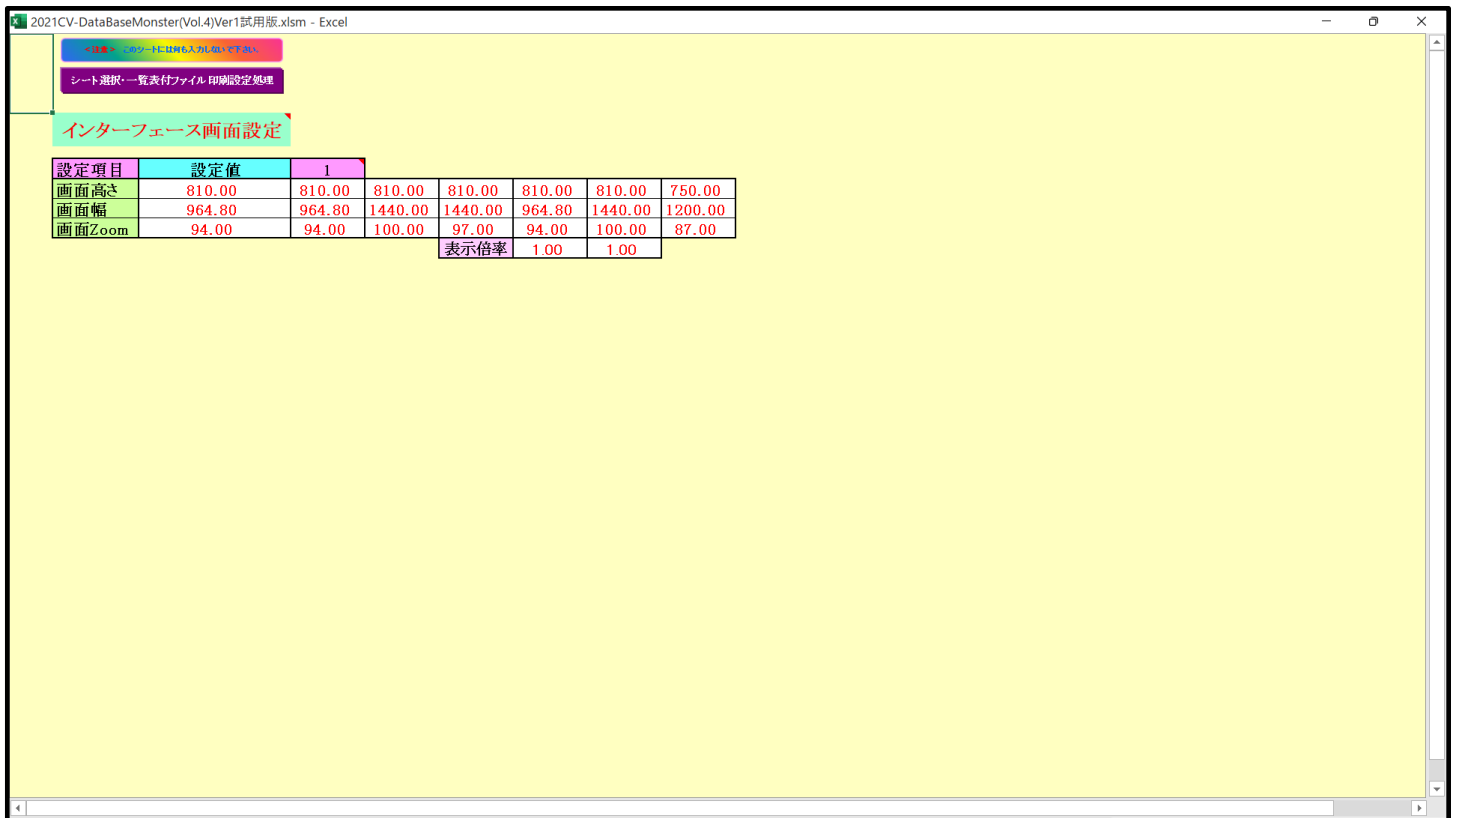 2021CV-DataBaseMonster(Vol.4)Ver1試用版.xlsm - Excel
<注意> このシートには何も入力しないで下さい.
シート選択・一覧表付ファイル印刷設定処理
インターフェース画面設定
設定項目 設定値 1
画面高さ 810.00 810.00 810.00 810.00 810.00 810.00 750.00
画面幅 964.80 964.80 1440.00 1440.00 964.80 1440.00 1200.00
画面Zoom 94.00 94.00 100.00 97.00 94.00 100.00 87.00
表示倍率 1.00 1.00